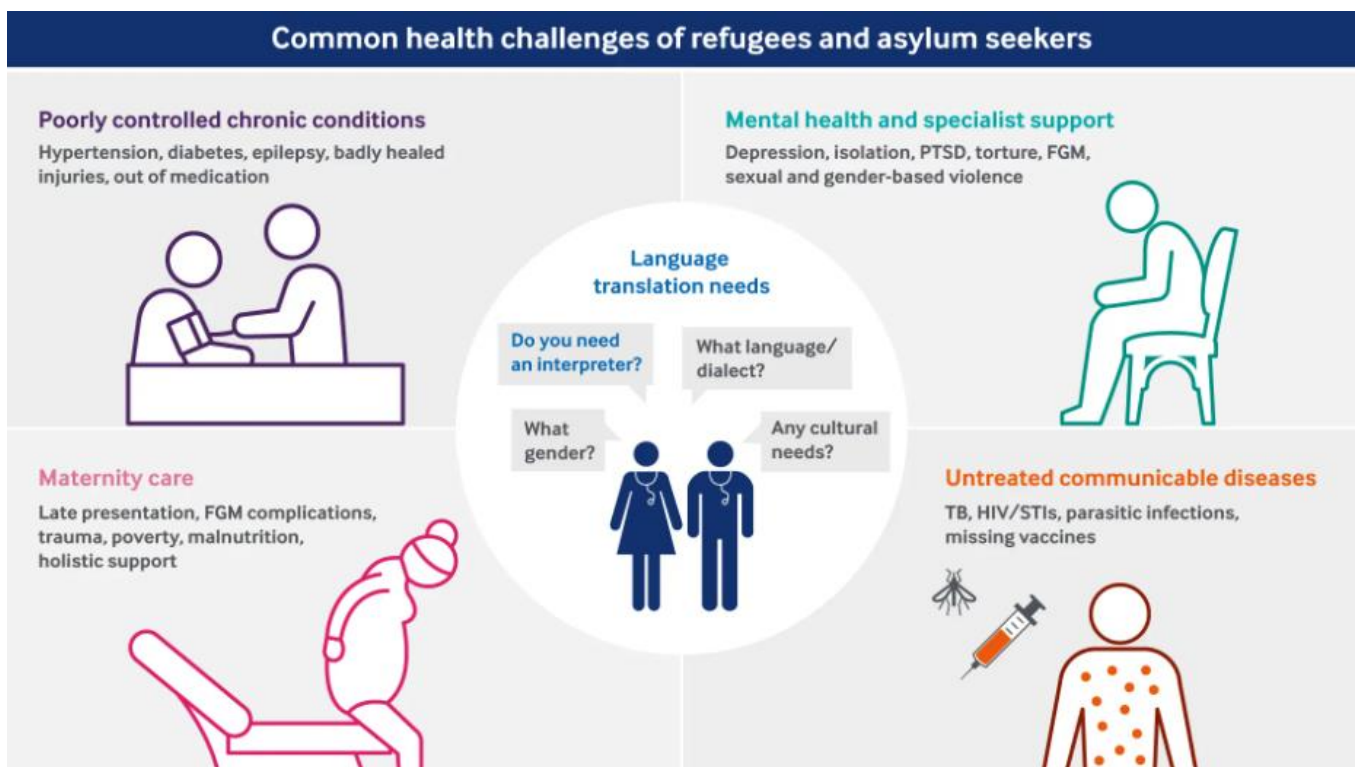 Common health challenges of refugees and asylum seekers
Poorly controlled chronic conditions
Hypertension, diabetes, epilepsy, badly healed
injuries, out of medication
Mental health and specialist support
Depression, isolation, PTSD, torture, FGM,
sexual and gender-based violence
Language
translation needs
Do you need
an interpreter?
What language/
dialect?
What
gender?
Any cultural
needs?
Maternity care
Late presentation, FGM complications,
trauma, poverty, malnutrition,
holistic support
Untreated communicable diseases
TB, HIV/STIs, parasitic infections,
missing vaccines